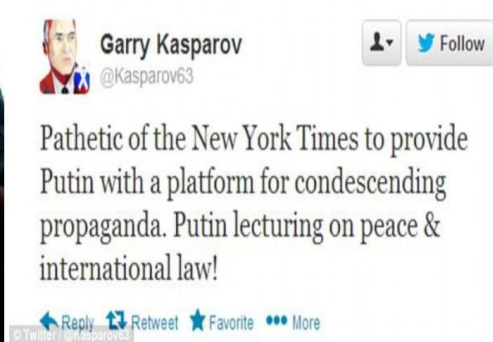 Garry Kasparov
@Kasparov63
Follow
Pathetic of the New York Times to provide
Putin with a platform for condescending
propaganda. Putin lecturing on peace &
international law!
Reply Retweet Favorite More
© Twitter / @Kasparov63